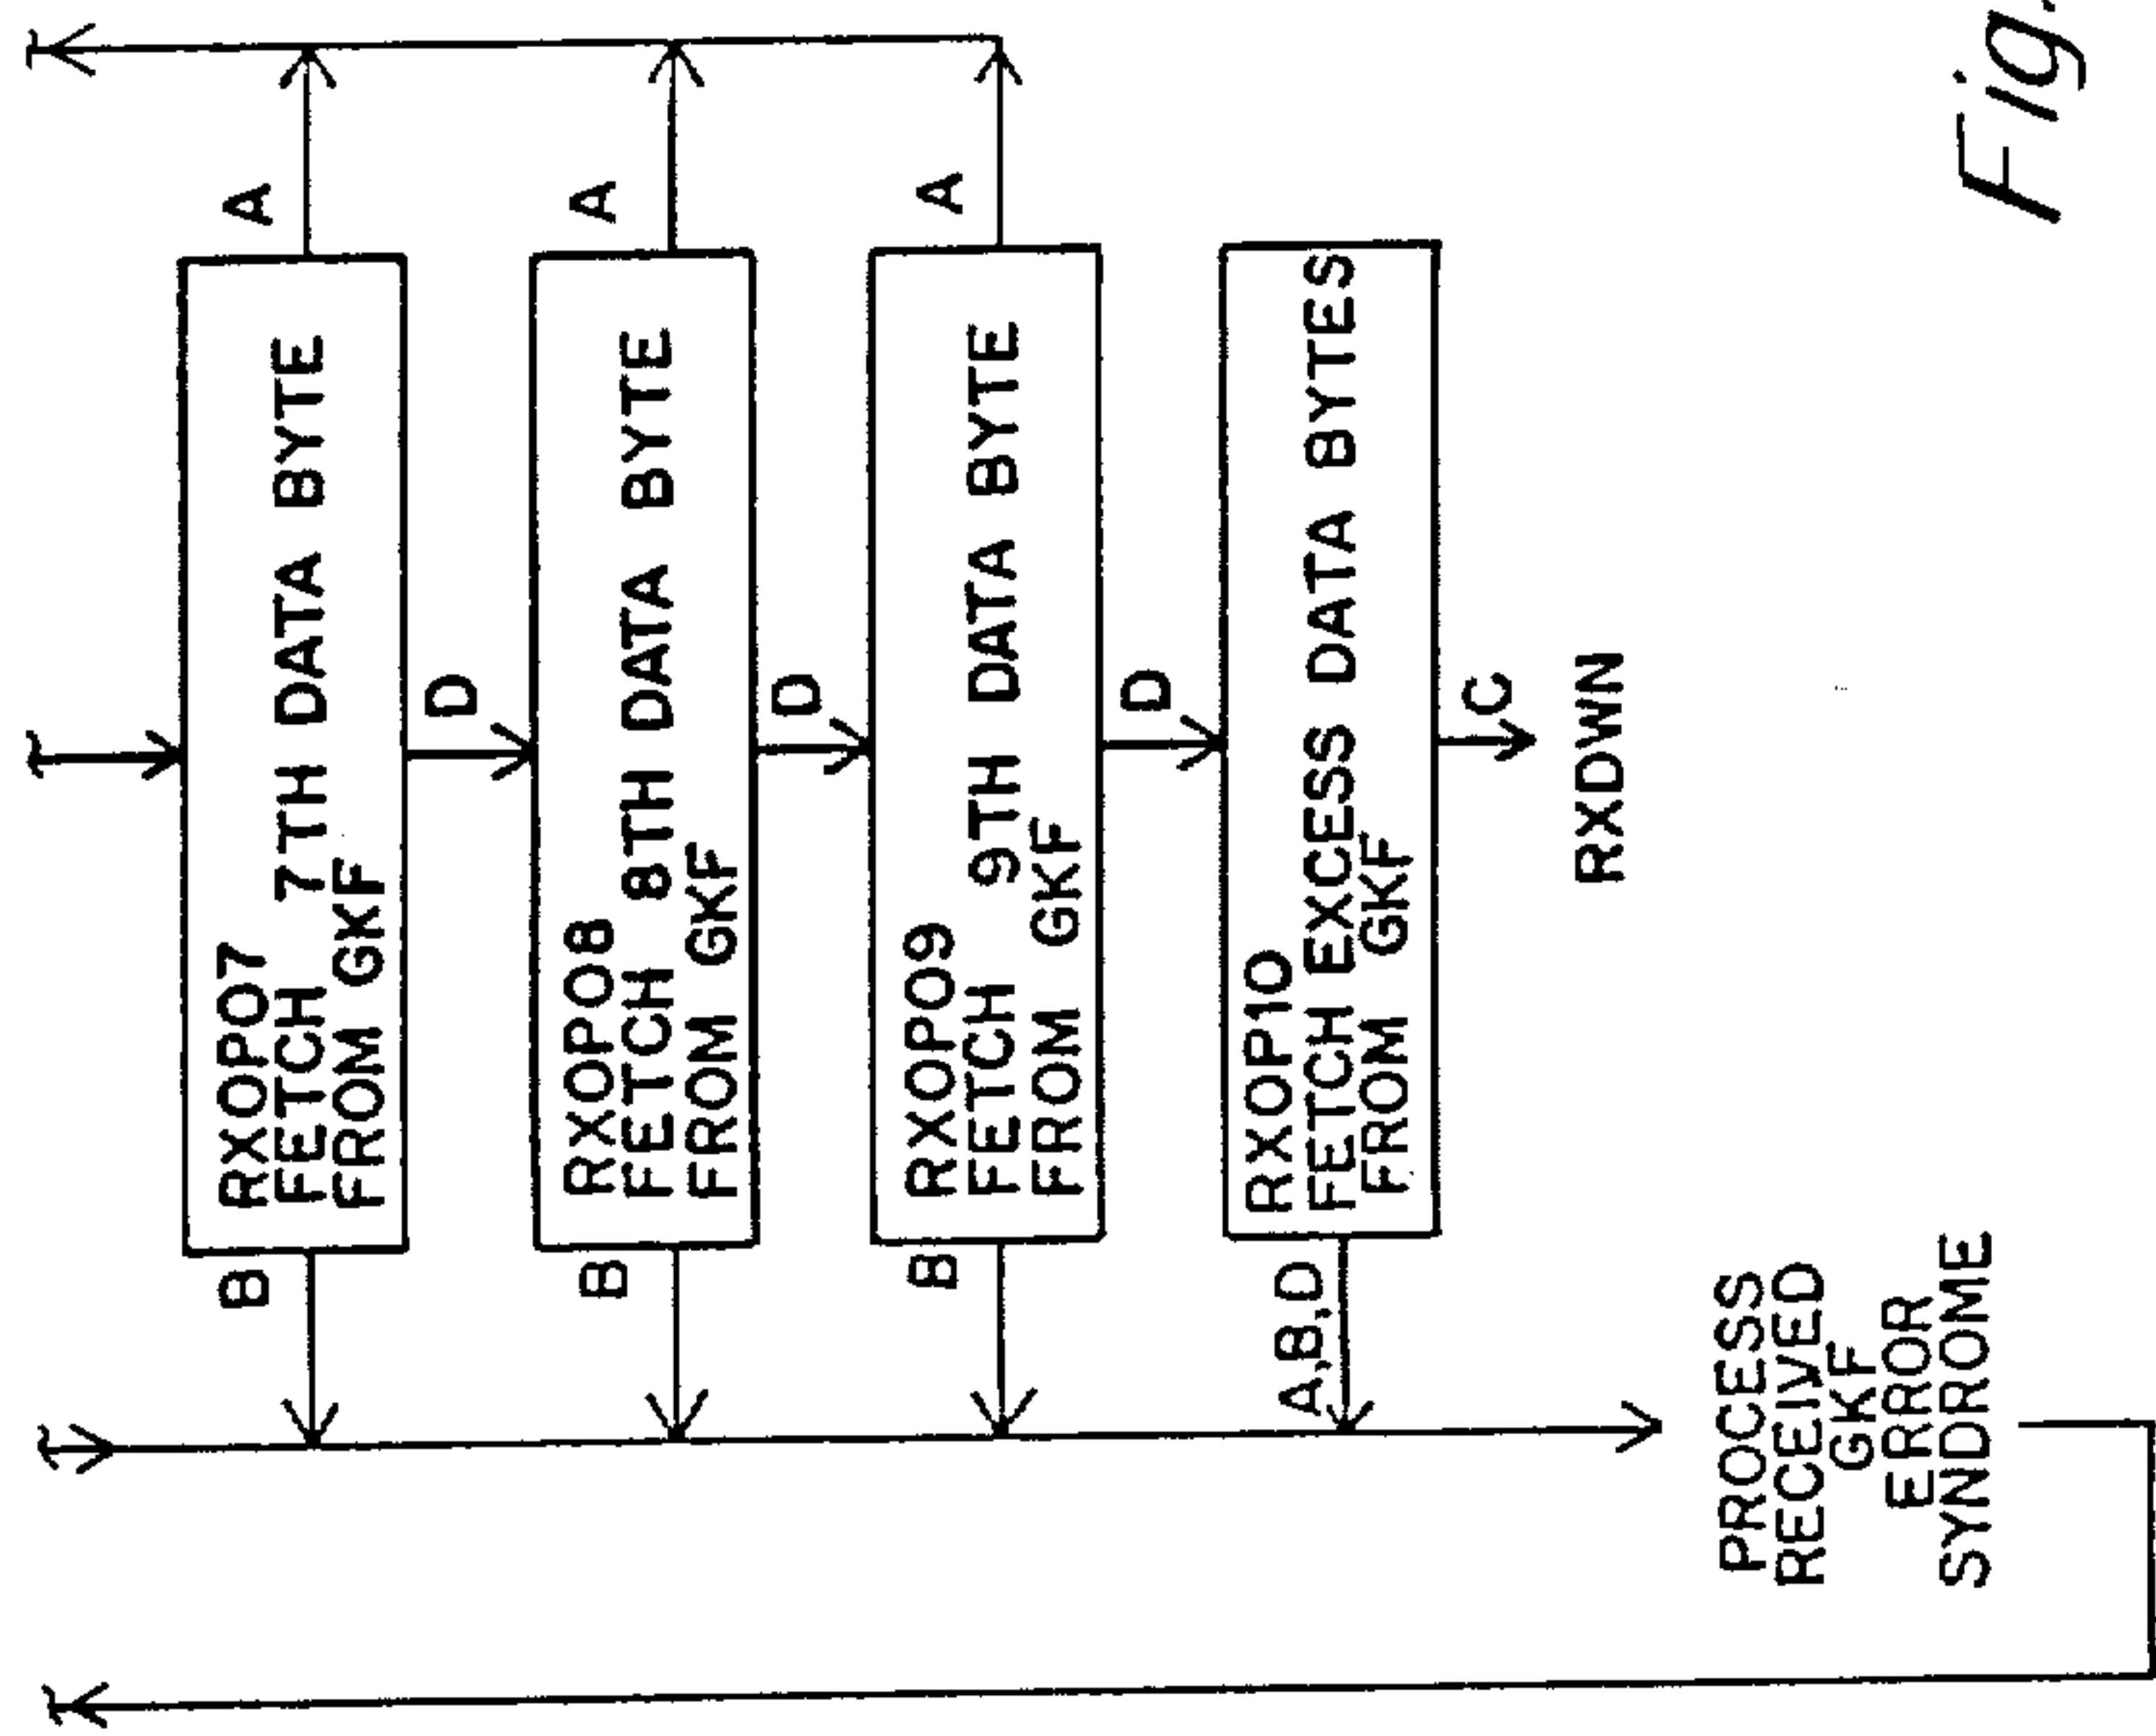 B
RXOP07
FETCH 7TH DATA BYTE
FROM GKF
A
D
B
RXOP08
FETCH 8TH DATA BYTE
FROM GKF
A
D
B
RXOP09
FETCH 9TH DATA BYTE
FROM GKF
A
D
A,B,D
RXOP10
FETCH EXCESS DATA BYTES
FROM GKF
C
RXDWN
PROCESS
RECEIVED
GKF
ERROR
SYNDROME
Fig.